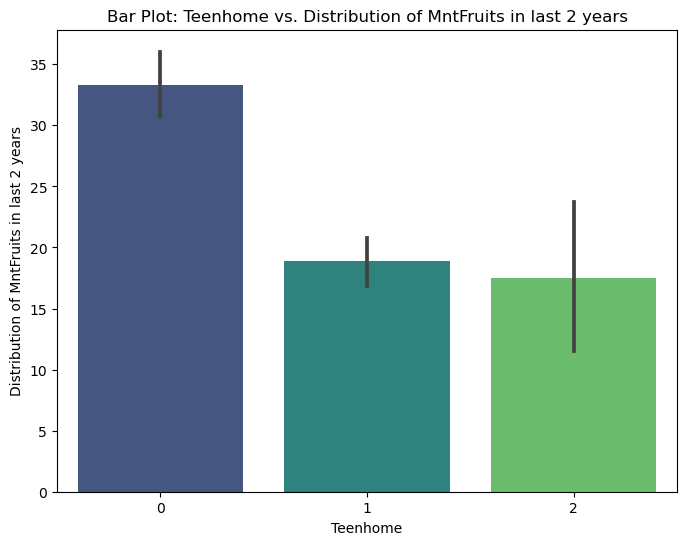 Bar Plot: Teenhome vs. Distribution of MntFruits in last 2 years
Distribution of MntFruits in last 2 years
35
30
25
20
15
10
5
0
0 1 2
Teenhome